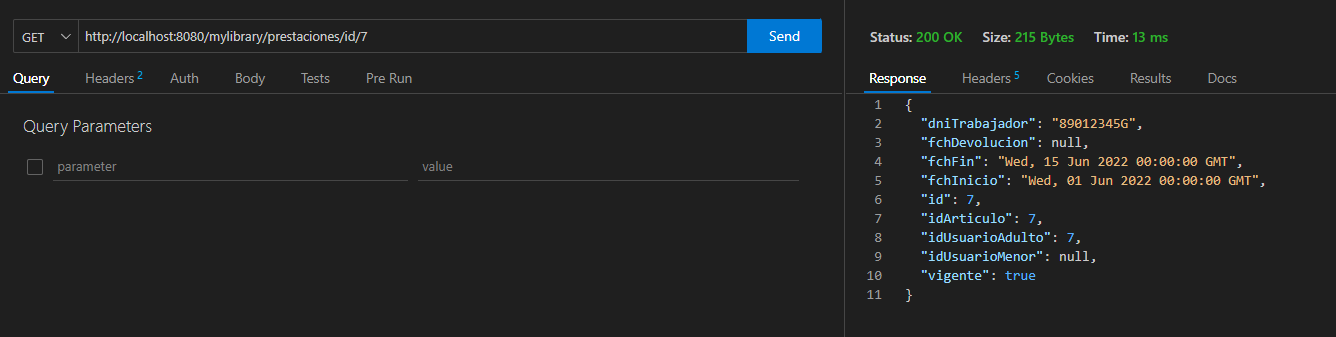 GET
http://localhost:8080/mylibrary/prestaciones/id/7
Send
Query
Headers 2
Auth
Body
Tests
Pre Run
Query Parameters
parameter
value
Status: 200 OK
Size: 215 Bytes
Time: 13 ms
Response
Headers 5
Cookies
Results
Docs
1 {
2 "dniTrabajador": "89012345G",
3 "fchDevolucion": null,
4 "fchFin": "Wed, 15 Jun 2022 00:00:00 GMT",
5 "fchInicio": "Wed, 01 Jun 2022 00:00:00 GMT",
6 "id": 7,
7 "idArticulo": 7,
8 "idUsuarioAdulto": 7,
9 "idUsuarioMenor": null,
10 "vigente": true
11 }